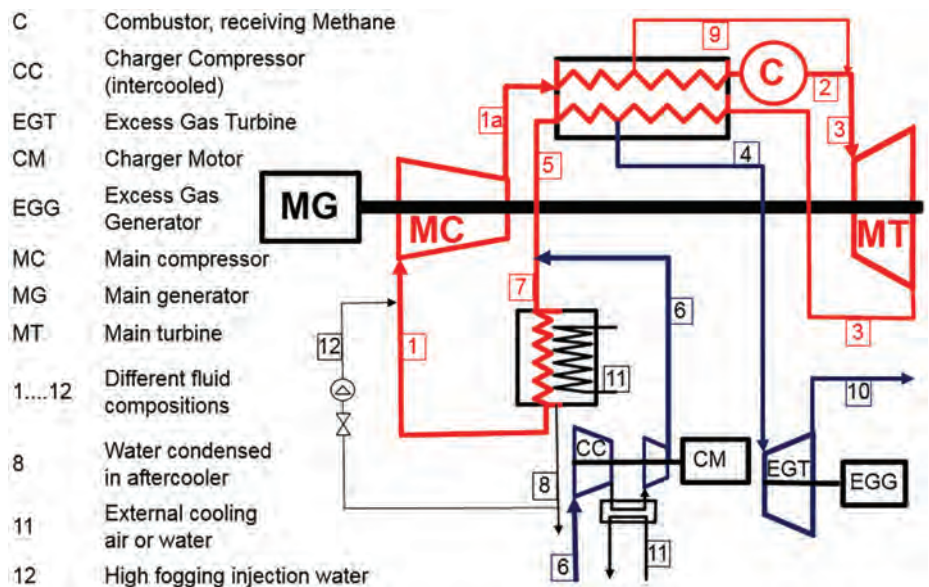 C Combustor, receiving Methane
CC Charger Compressor
(intercooled)
EGT Excess Gas Turbine
CM Charger Motor
EGG Excess Gas
Generator
MC Main compressor
MG Main generator
MT Main turbine
1....12 Different fluid
compositions
8 Water condensed
in aftercooler
11 External cooling
air or water
12 High fogging injection water
9
C
2
1a
3
5
4
MG
MC
MT
7
6
12
1
11
3
10
CC
CM
EGT
EGG
8
6
11